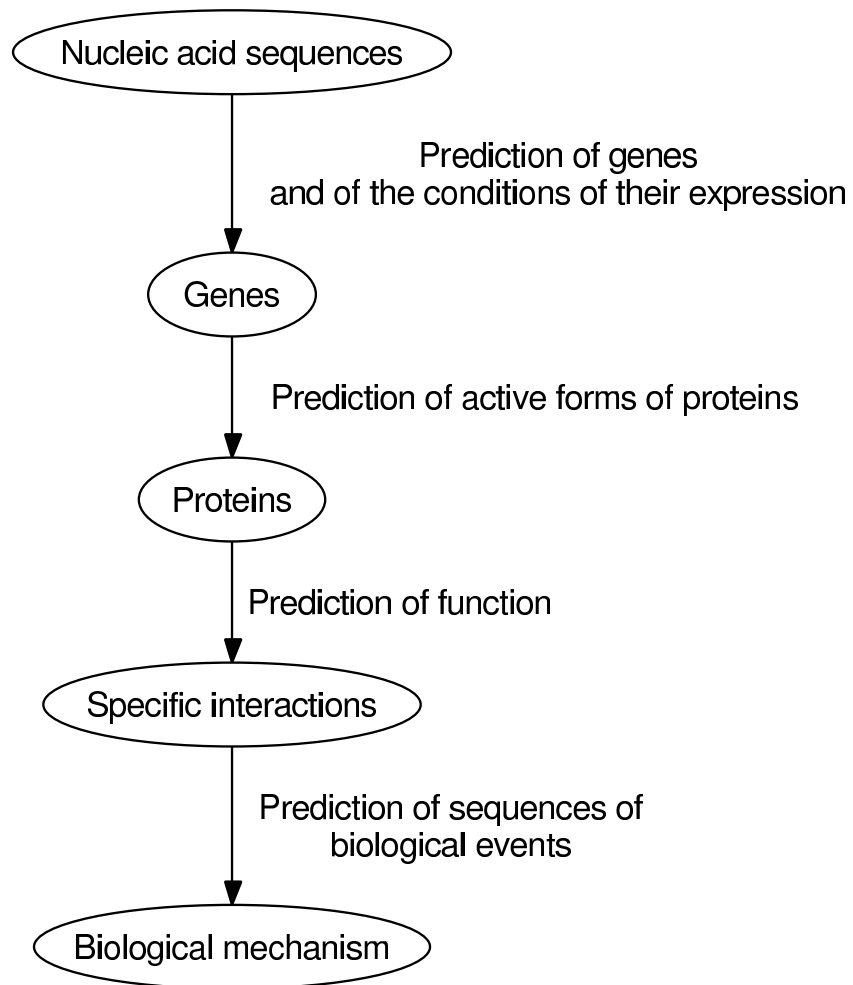 Nucleic acid sequences
Prediction of genes
and of the conditions of their expression
Genes
Prediction of active forms of proteins
Proteins
Prediction of function
Specific interactions
Prediction of sequences of
biological events
Biological mechanism